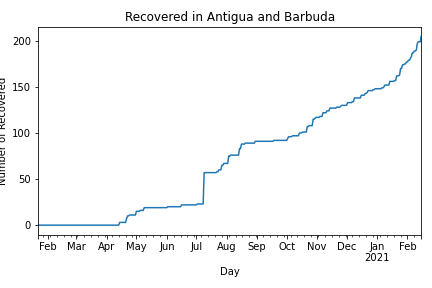 Recovered in Antigua and Barbuda
Number of Recovered
200
150
100
50
0
Feb Mar Apr May Jun Jul Aug Sep Oct Nov Dec Jan Feb
2021
Day